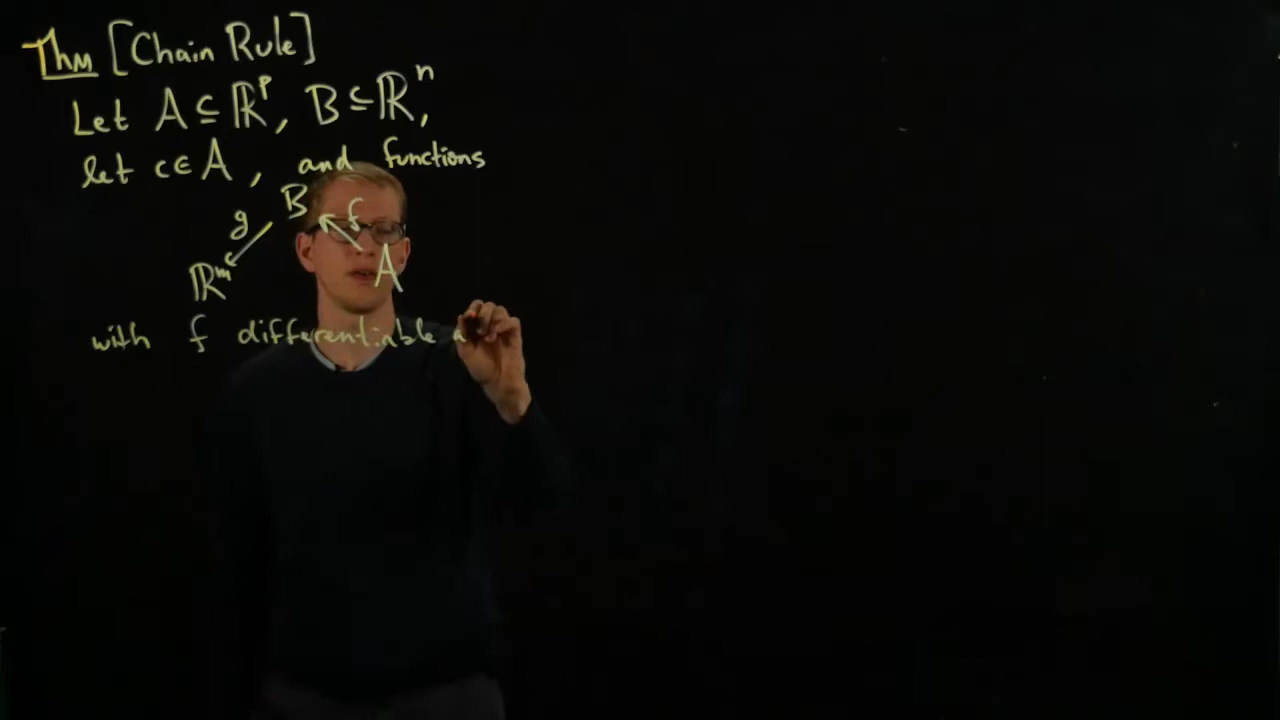 Thm [Chain Rule]
Let A ⊆ ℝᵖ, B ⊆ ℝⁿ,
let c ∈ A, and functions
g B f
ℝᵐ A
with f differentiable